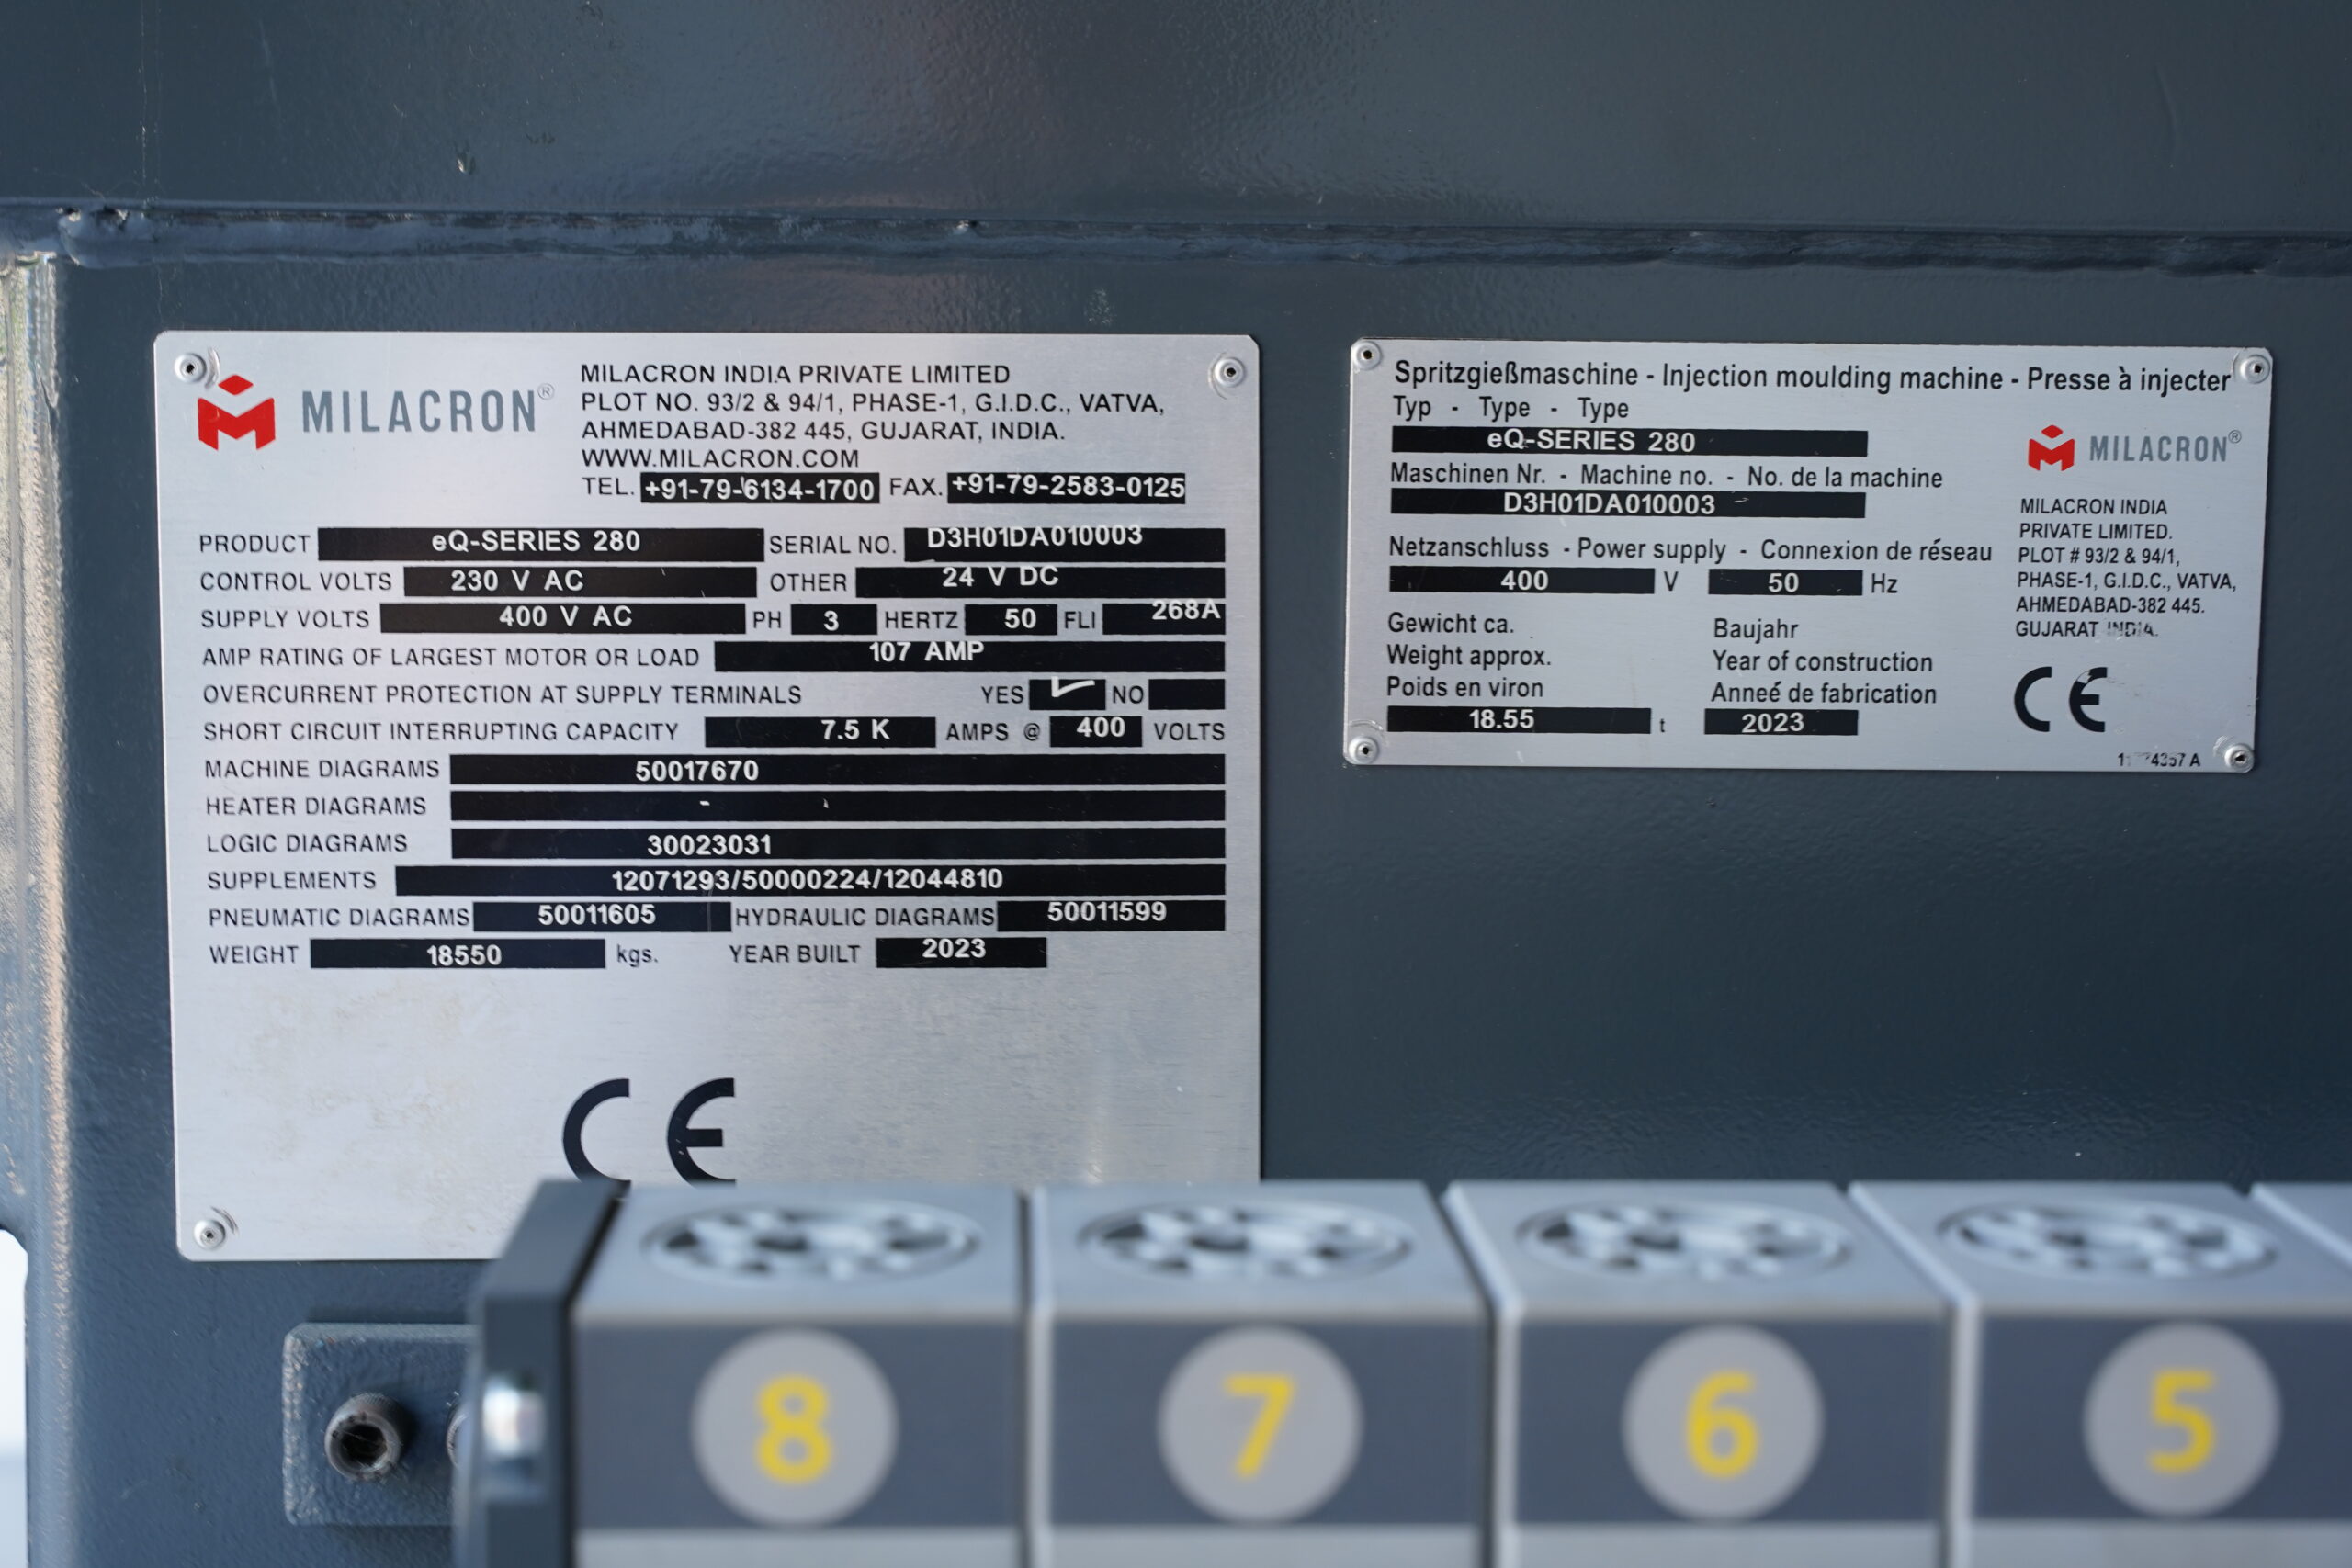 MILACRON®
MILACRON INDIA PRIVATE LIMITED
PLOT NO. 93/2 & 94/1, PHASE-1, G.I.D.C., VATVA,
AHMEDABAD-382 445, GUJARAT, INDIA.
WWW.MILACRON.COM
TEL. +91-79-6134-1700 FAX. +91-79-2583-0125
PRODUCT eQ-SERIES 280 SERIAL NO. D3H01DA010003
CONTROL VOLTS 230 V AC OTHER 24 V DC
SUPPLY VOLTS 400 V AC PH 3 HERTZ 50 FLI 268A
AMP RATING OF LARGEST MOTOR OR LOAD 107 AMP
OVERCURRENT PROTECTION AT SUPPLY TERMINALS YES ✓ NO
SHORT CIRCUIT INTERRUPTING CAPACITY 7.5 K AMPS @ 400 VOLTS
MACHINE DIAGRAMS 50017670
HEATER DIAGRAMS -
LOGIC DIAGRAMS 30023031
SUPPLEMENTS 12071293/50000224/12044810
PNEUMATIC DIAGRAMS 50011605 HYDRAULIC DIAGRAMS 50011599
WEIGHT 18550 kgs. YEAR BUILT 2023
CE
Spritzgießmaschine - Injection moulding machine - Presse à injecter
Typ - Type - Type
eQ-SERIES 280
Maschinen Nr. - Machine no. - No. de la machine
D3H01DA010003
Netzanschluss - Power supply - Connexion de réseau
400 V 50 Hz
Gewicht ca.
Weight approx.
Poids en viron
18.55 t
Baujahr
Year of construction
Anneé de fabrication
2023
MILACRON®
MILACRON INDIA
PRIVATE LIMITED.
PLOT # 93/2 & 94/1,
PHASE-1, G.I.D.C., VATVA,
AHMEDABAD-382 445.
GUJARAT INDIA.
CE
8 7 6 5